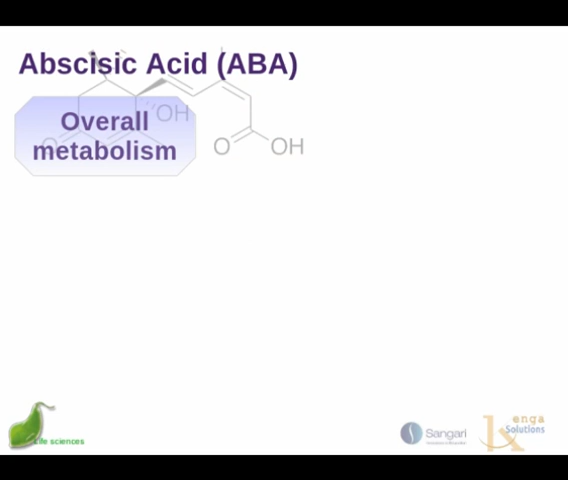 Abscisic Acid (ABA)
OH
Overall
metabolism
O
O
OH
Life sciences
Sangari
enga
Solutions